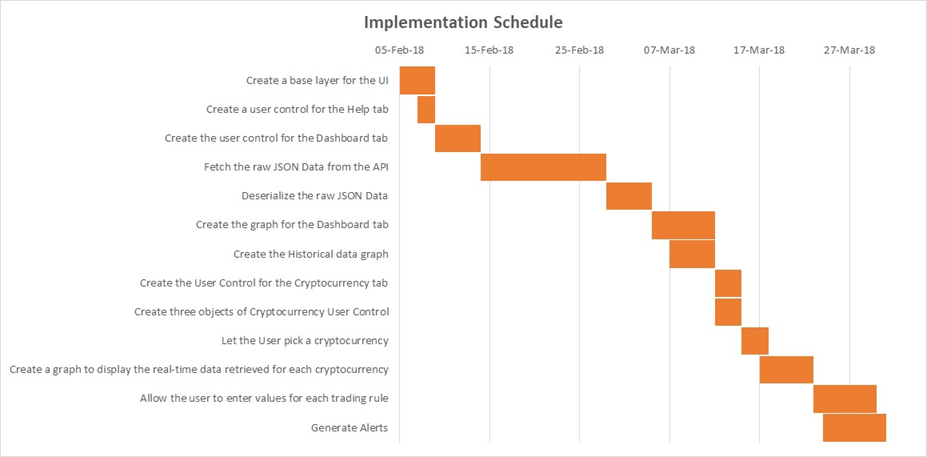 Implementation Schedule
05-Feb-18 15-Feb-18 25-Feb-18 07-Mar-18 17-Mar-18 27-Mar-18
Create a base layer for the UI
Create a user control for the Help tab
Create the user control for the Dashboard tab
Fetch the raw JSON Data from the API
Deserialize the raw JSON Data
Create the graph for the Dashboard tab
Create the Historical data graph
Create the User Control for the Cryptocurrency tab
Create three objects of Cryptocurrency User Control
Let the User pick a cryptocurrency
Create a graph to display the real-time data retrieved for each cryptocurrency
Allow the user to enter values for each trading rule
Generate Alerts